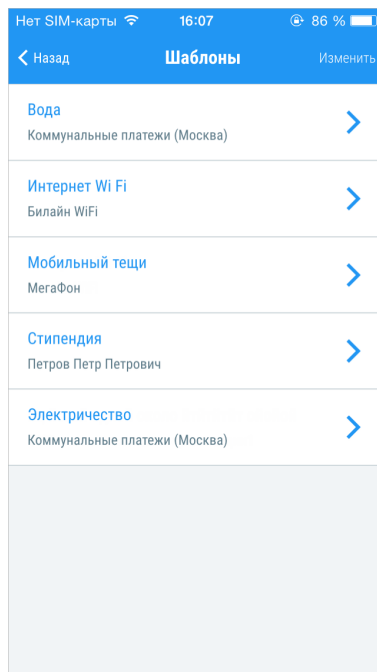 Нет SIM-карты 16:07 86 %
Назад Шаблоны Изменить
Вода
Коммунальные платежи (Москва)
Интернет Wi Fi
Билайн WiFi
Мобильный тещи
МегаФон
Стипендия
Петров Петр Петрович
Электричество
Коммунальные платежи (Москва)